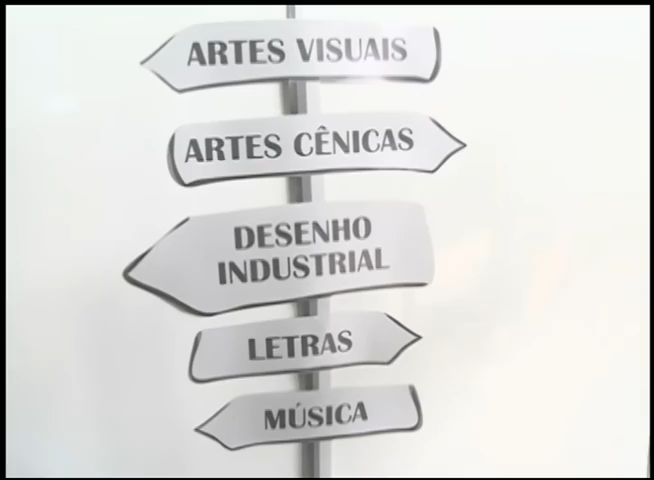 ARTES VISUAIS
ARTES CÊNICAS
DESENHO
INDUSTRIAL
LETRAS
MÚSICA